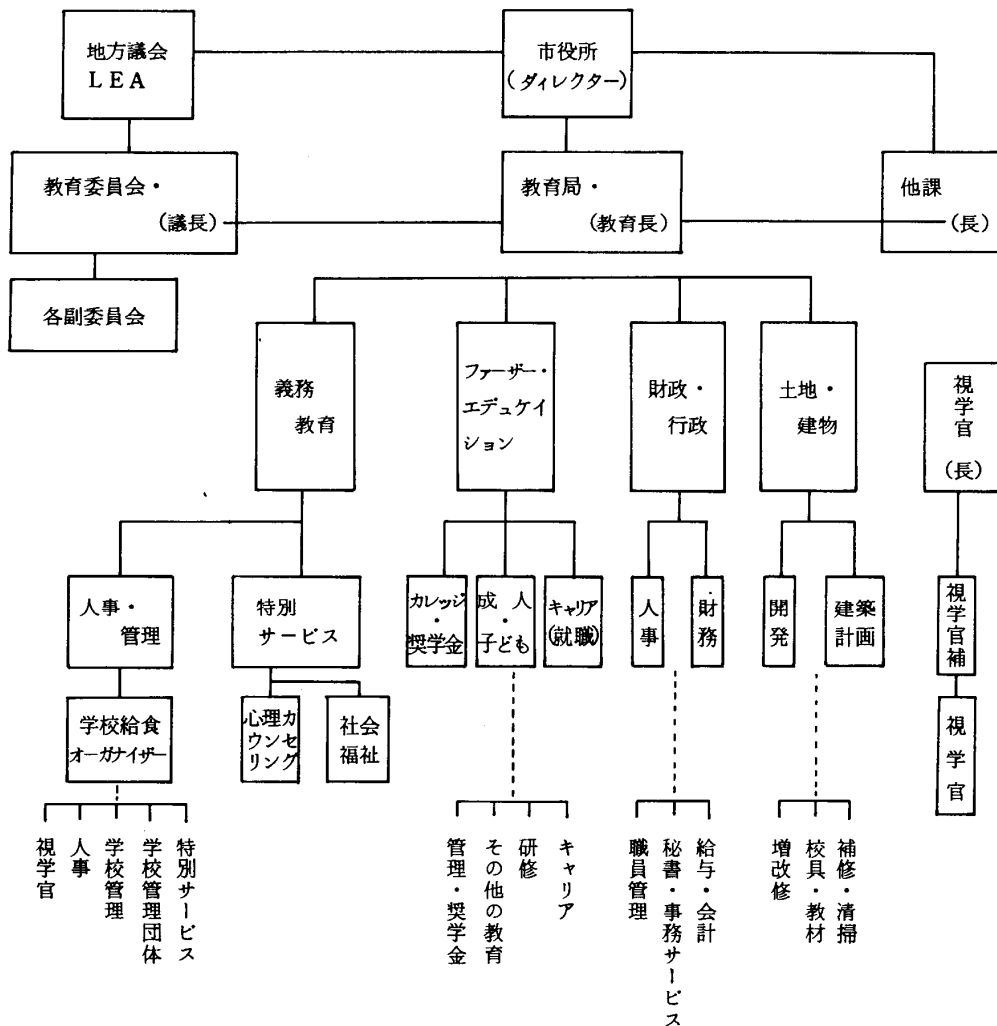 地方議会
LEA
市役所
(ダィレクター)
教育委員会・
(議長)
教育局・
(教育長)
他課
(長)
各副委員会
義務
教育
ファーザー・
エデュケイ
ション
財政・
行政
土地・
建物
視学官
(長)
人事・
管理
特別
サービス
カレッジ
・
奨学金
成人
・
子ども
キャリア
(就職)
人事
財務
開発
建築
計画
視学官補
学校給食
オーガナイザー
心理カ
ウンセ
リング
社会
福祉
視学官
視学官
人事
学校管理
学校管理団体
特別サービス
管理・奨学金
その他の教育
研修
キャリア
職員管理
秘書・事務サービス
給与・会計
増改修
校具・教材
補修・清掃